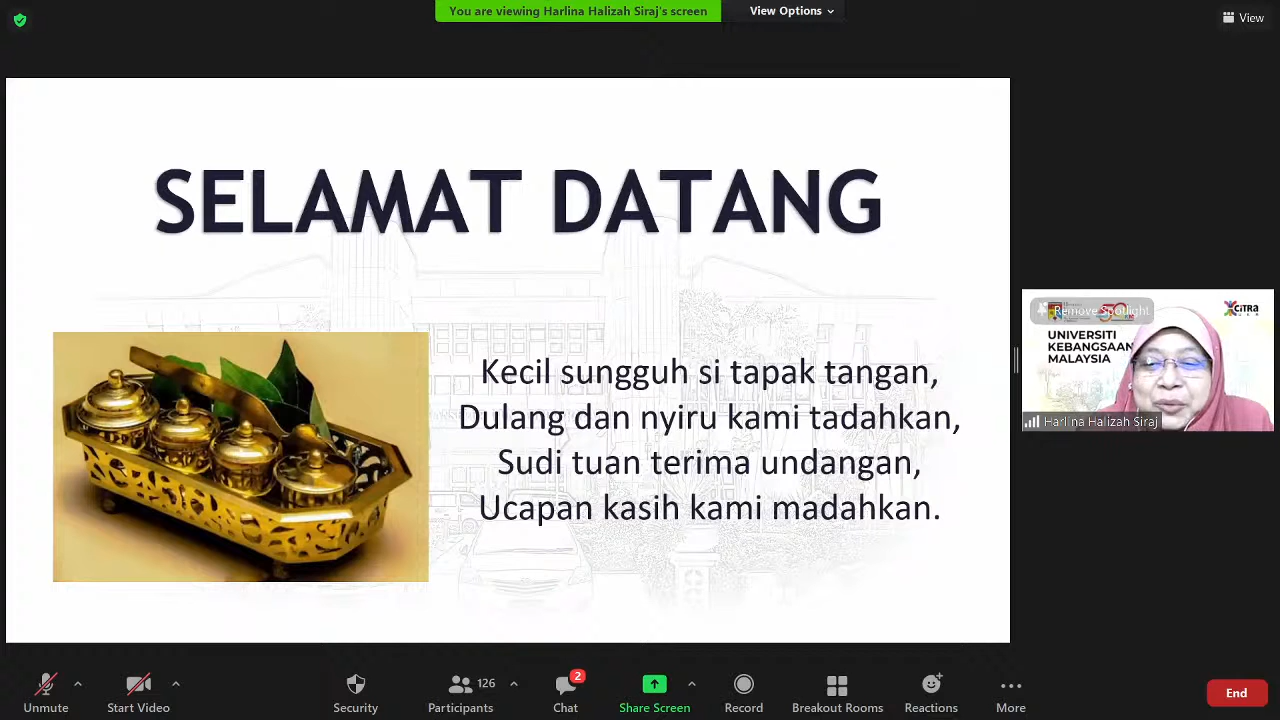 You are viewing Harlina Halizah Siraj's screen
View Options
View
SELAMAT DATANG
Kecil sungguh si tapak tangan,
Dulang dan nyiru kami tadahkan,
Sudi tuan terima undangan,
Ucapan kasih kami madahkan.
Remove Spotlight
CiTRA
UNIVERSITI
KEBANGSAAN
MALAYSIA
Harlina Halizah Siraj
Unmute
Start Video
Security
126
Participants
2
Chat
Share Screen
Record
Breakout Rooms
Reactions
More
End